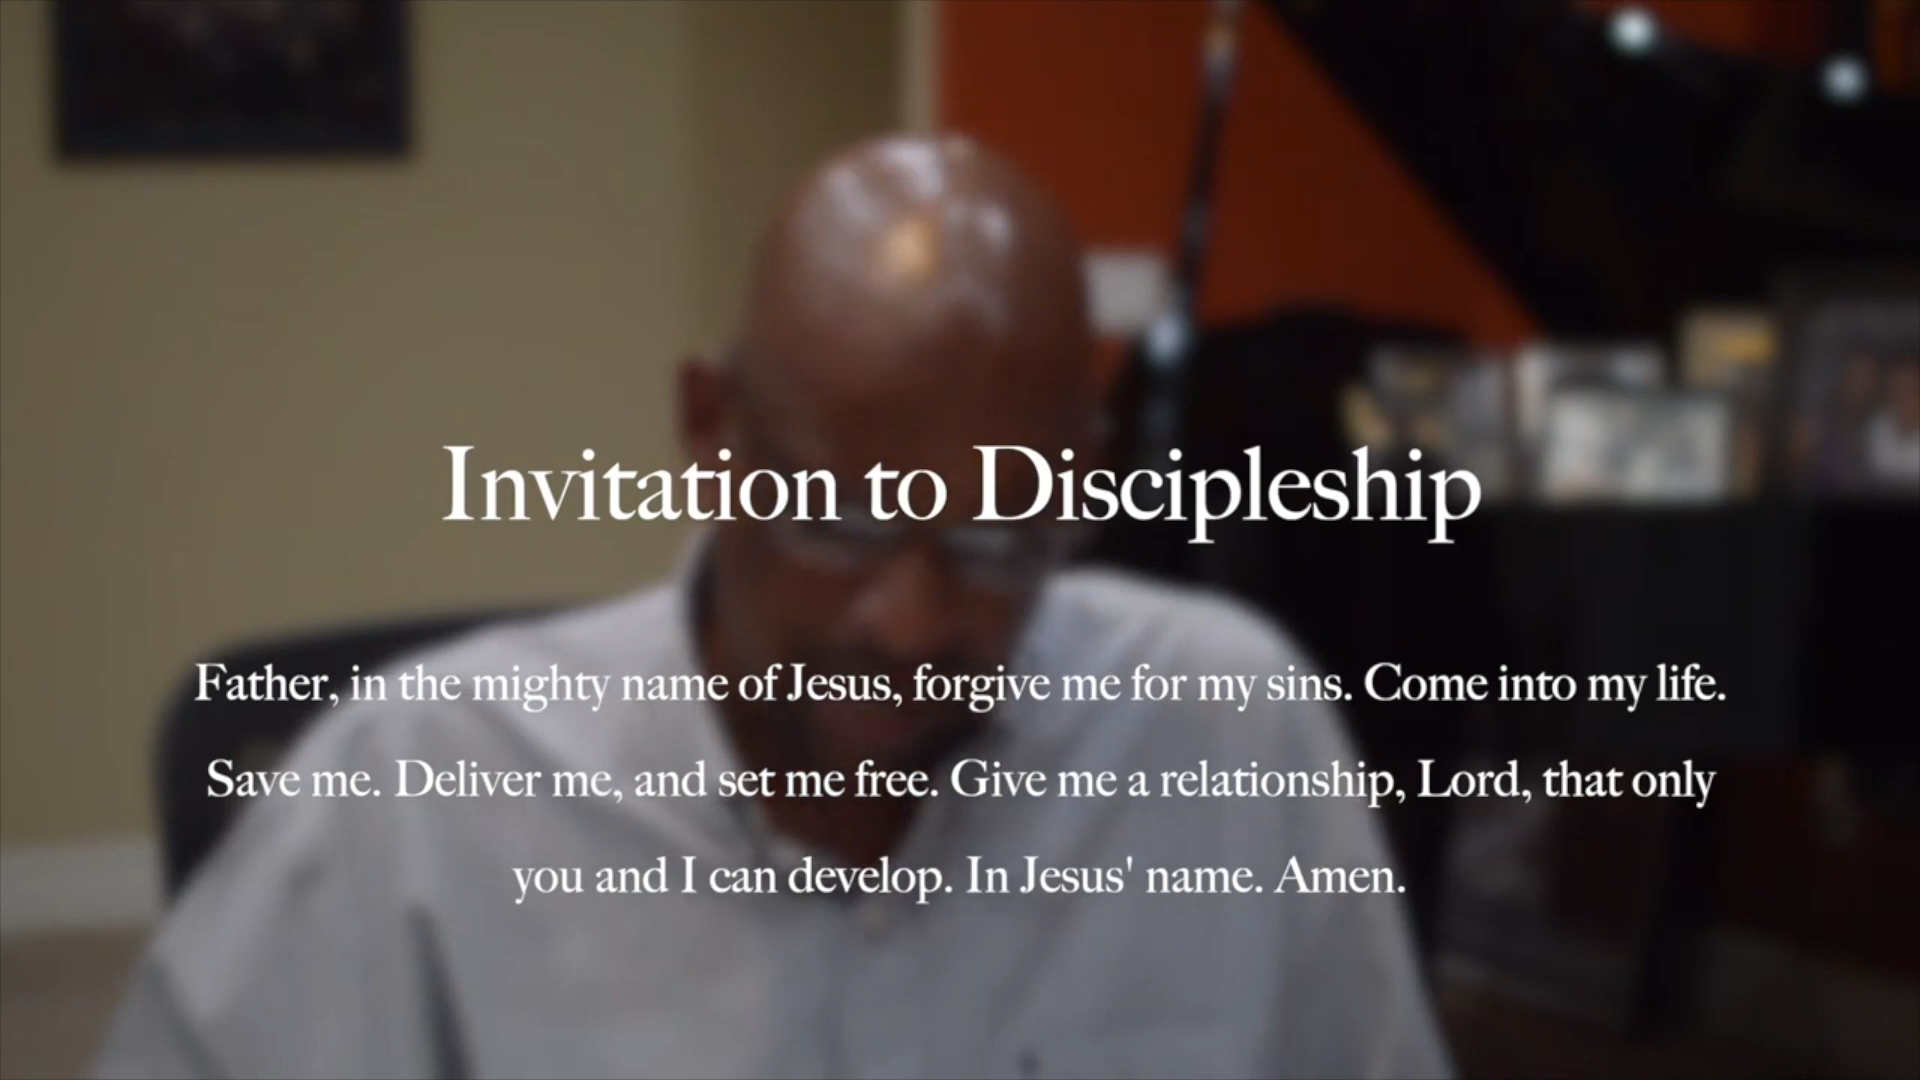 Invitation to Discipleship
Father, in the mighty name of Jesus, forgive me for my sins. Come into my life.
Save me. Deliver me, and set me free. Give me a relationship, Lord, that only
you and I can develop. In Jesus' name. Amen.